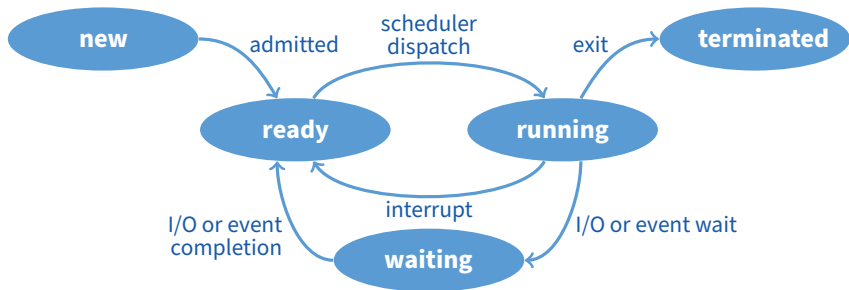 new
admitted
scheduler
dispatch
exit
terminated
ready
running
I/O or event
completion
interrupt
I/O or event wait
waiting